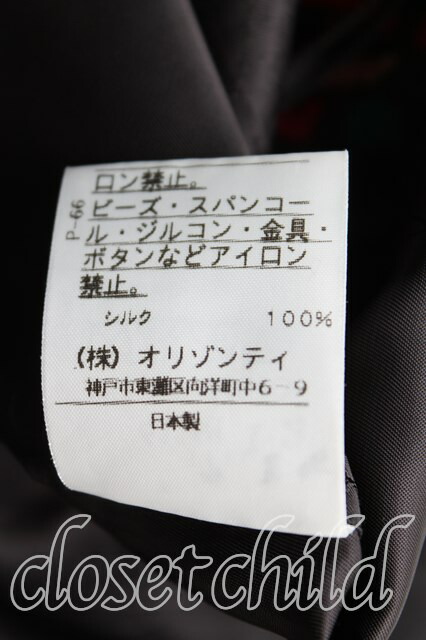 ロン禁止。
P-66
ビーズ・スパンコー
ル・ジルコン・金具・
ボタンなどアイロン
禁止。
シルク 100%
(株) オリゾンティ
神戸市東灘区向洋町中6-9
日本製
closetchild